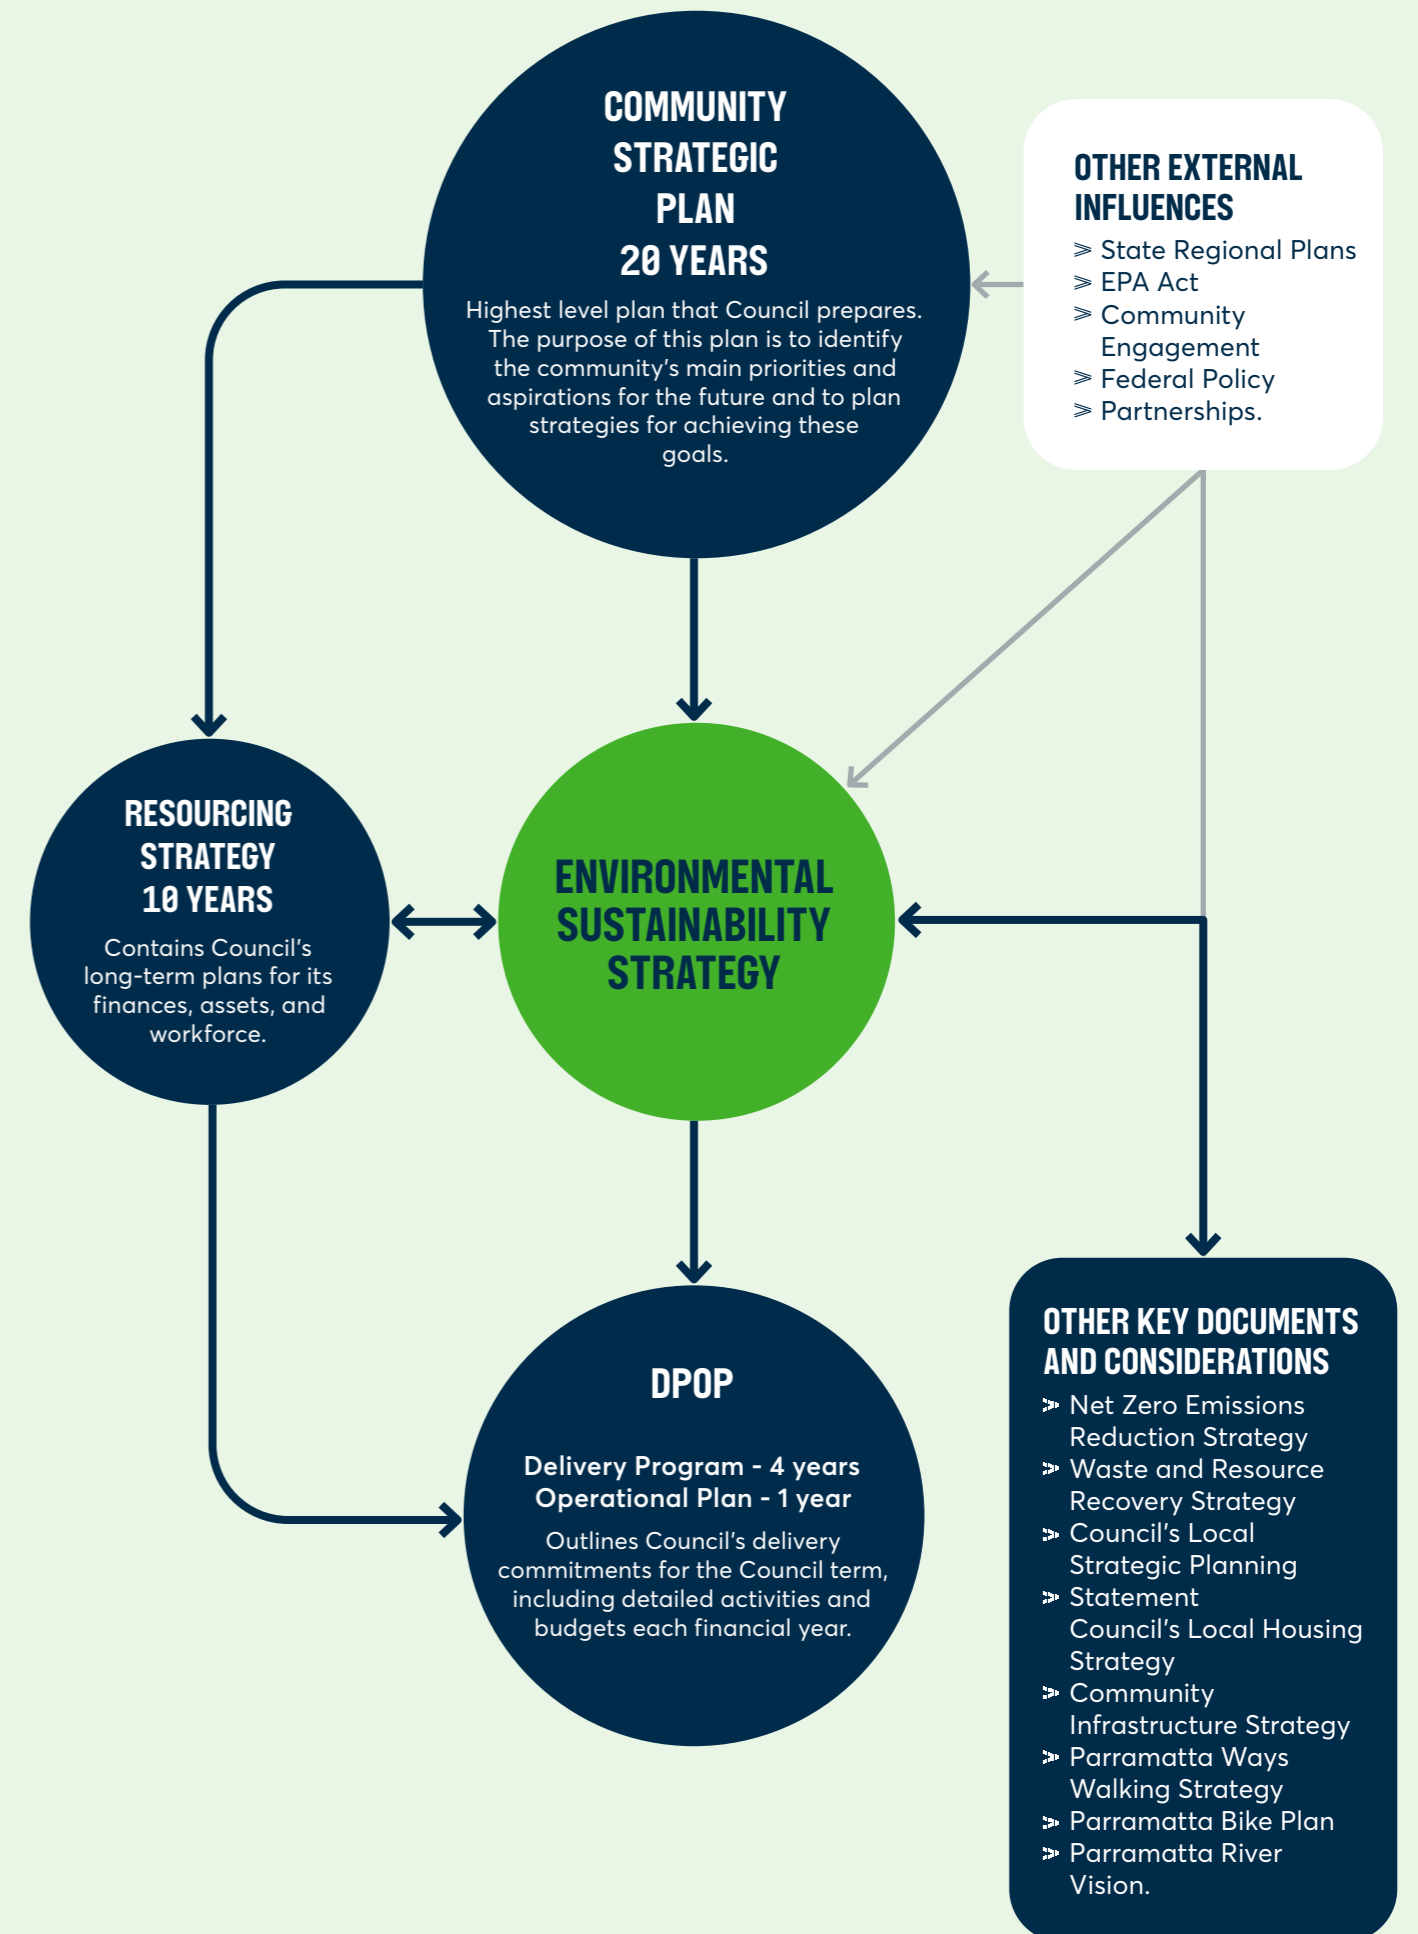 COMMUNITY
STRATEGIC
PLAN
20 YEARS
Highest level plan that Council prepares.
The purpose of this plan is to identify
the community's main priorities and
aspirations for the future and to plan
strategies for achieving these
goals.
OTHER EXTERNAL
INFLUENCES
State Regional Plans
EPA Act
Community
Engagement
Federal Policy
Partnerships.
RESOURCING
STRATEGY
10 YEARS
Contains Council's
long-term plans for its
finances, assets, and
workforce.
ENVIRONMENTAL
SUSTAINABILITY
STRATEGY
DPOP
Delivery Program - 4 years
Operational Plan - 1 year
Outlines Council's delivery
commitments for the Council term,
including detailed activities and
budgets each financial year.
OTHER KEY DOCUMENTS
AND CONSIDERATIONS
Net Zero Emissions
Reduction Strategy
Waste and Resource
Recovery Strategy
Council's Local
Strategic Planning
Statement
Council's Local Housing
Strategy
Community
Infrastructure Strategy
Parramatta Ways
Walking Strategy
Parramatta Bike Plan
Parramatta River
Vision.